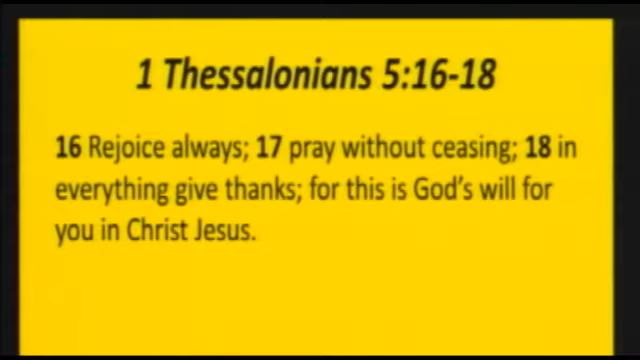 1 Thessalonians 5:16-18
16 Rejoice always; 17 pray without ceasing; 18 in
everything give thanks; for this is God's will for
you in Christ Jesus.